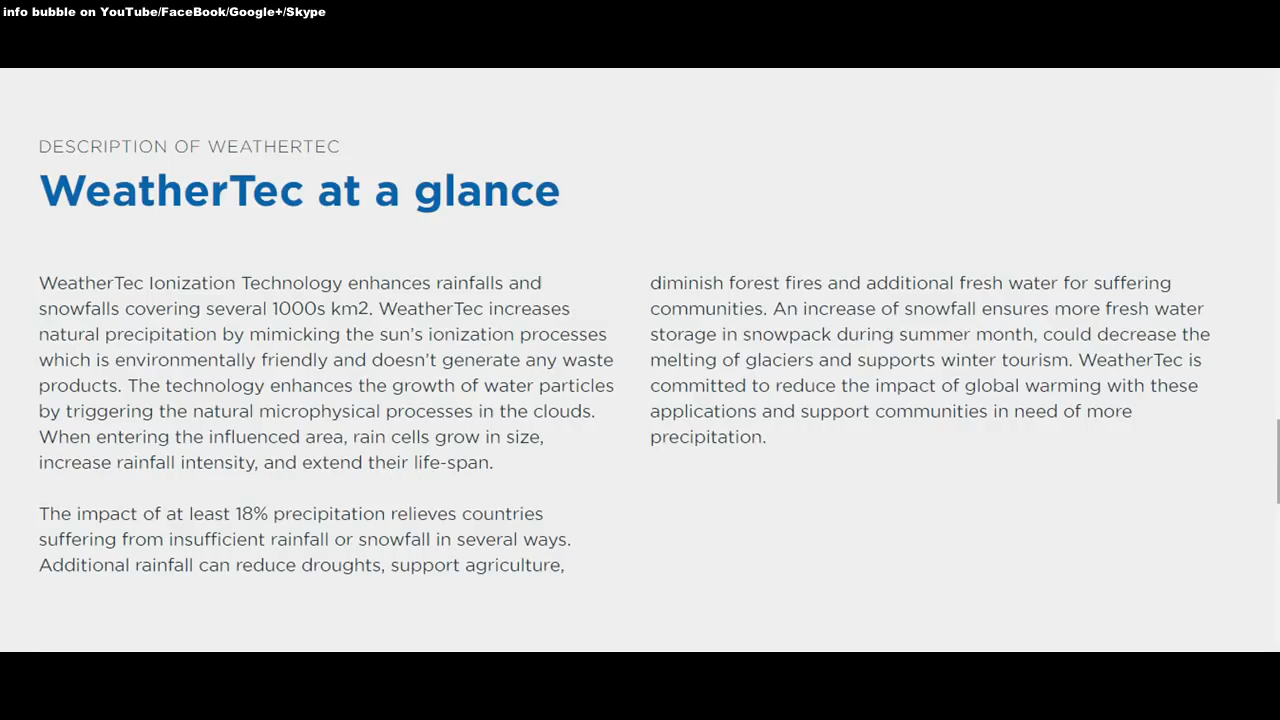 info bubble on YouTube/FaceBook/Google+/Skype
DESCRIPTION OF WEATHERTEC
WeatherTec at a glance
WeatherTec Ionization Technology enhances rainfalls and
snowfalls covering several 1000s km2. WeatherTec increases
natural precipitation by mimicking the sun's ionization processes
which is environmentally friendly and doesn't generate any waste
products. The technology enhances the growth of water particles
by triggering the natural microphysical processes in the clouds.
When entering the influenced area, rain cells grow in size,
increase rainfall intensity, and extend their life-span.
The impact of at least 18% precipitation relieves countries
suffering from insufficient rainfall or snowfall in several ways.
Additional rainfall can reduce droughts, support agriculture,
diminish forest fires and additional fresh water for suffering
communities. An increase of snowfall ensures more fresh water
storage in snowpack during summer month, could decrease the
melting of glaciers and supports winter tourism. WeatherTec is
committed to reduce the impact of global warming with these
applications and support communities in need of more
precipitation.